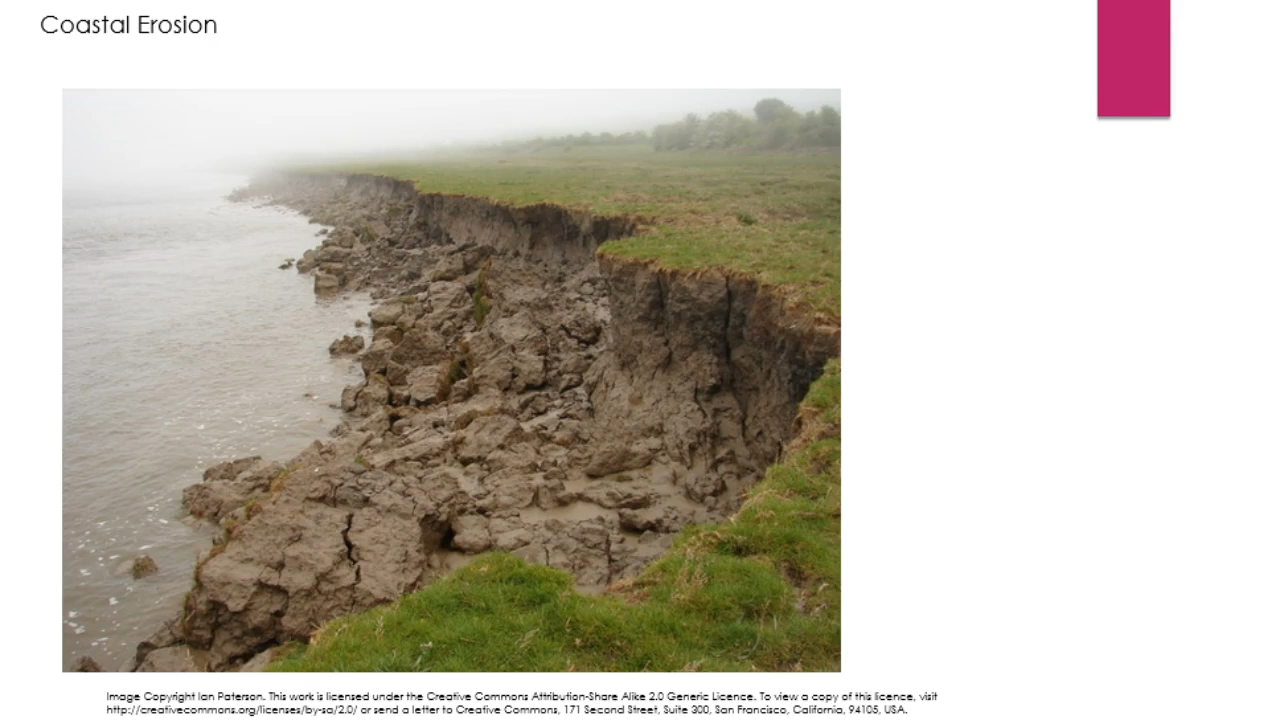 Coastal Erosion
Image Copyright Ian Paterson. This work is licensed under the Creative Commons Attribution-Share Alike 2.0 Generic Licence. To view a copy of this licence, visit
http://creativecommons.org/licenses/by-sa/2.0/ or send a letter to Creative Commons, 171 Second Street, Suite 300, San Francisco, California, 94105, USA.